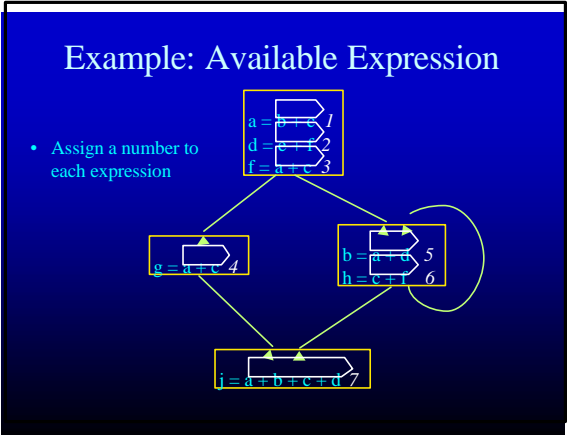 Example: Available Expression
• Assign a number to
each expression
a = b + c 1
d = e + f 2
f = a + c 3
g = a + c 4
b = a + d 5
h = c + f 6
j = a + b + c + d 7